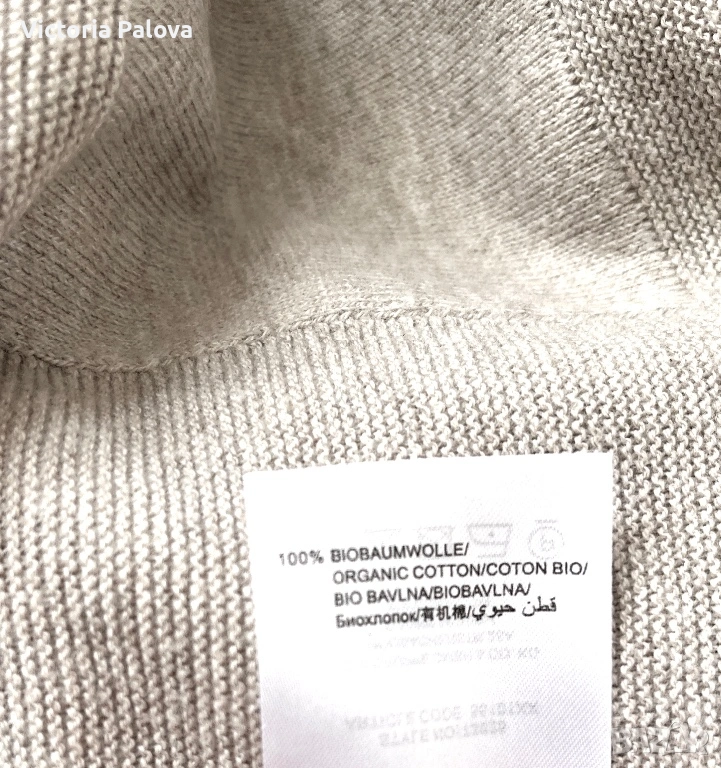 Victoria Palova
100% BIOBAUMWOLLE/
ORGANIC COTTON/COTON BIO/
BIO BAVLNA/BIOBAVLNA/
Биохлопок/有机棉/قطن حيوي